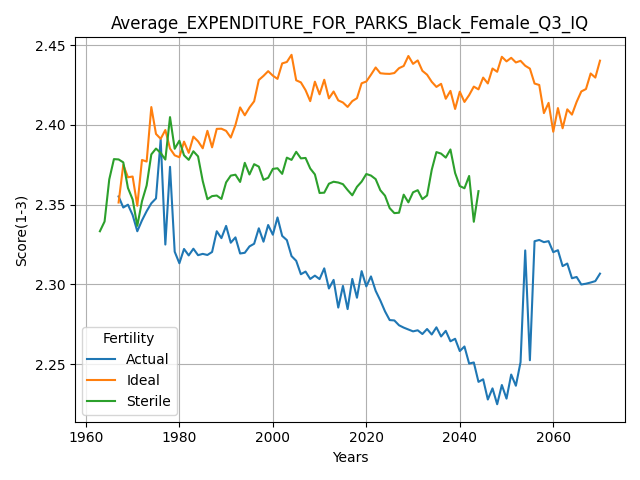 Average_EXPENDITURE_FOR_PARKS_Black_Female_Q3_IQ
Score(1-3)
2.45
2.40
2.35
2.30
2.25
Fertility
Actual
Ideal
Sterile
1960
1980
2000
2020
2040
2060
Years